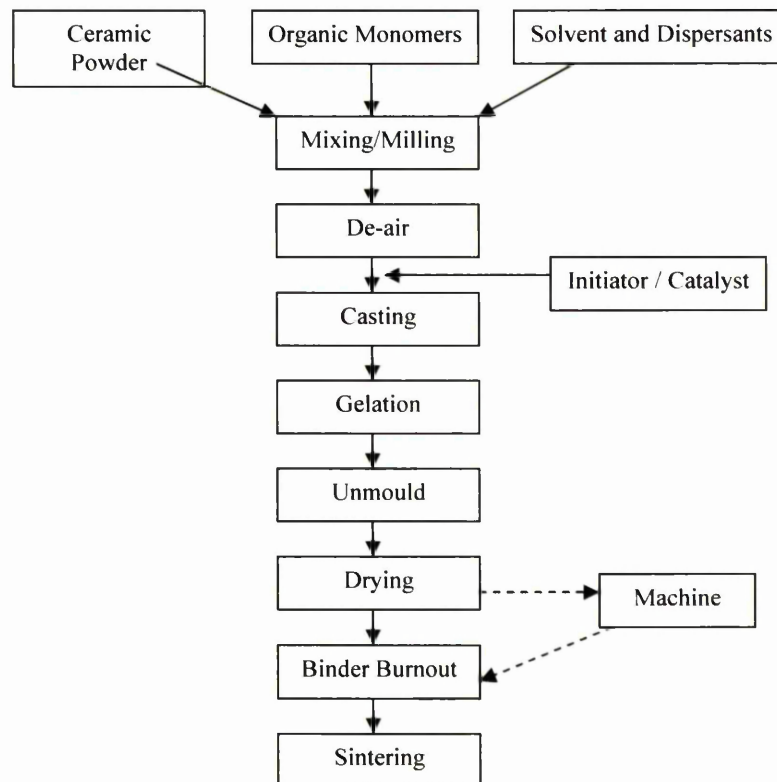 Ceramic
Powder
Organic Monomers
Solvent and Dispersants
Mixing/Milling
De-air
Initiator / Catalyst
Casting
Gelation
Unmould
Drying
Machine
Binder Burnout
Sintering